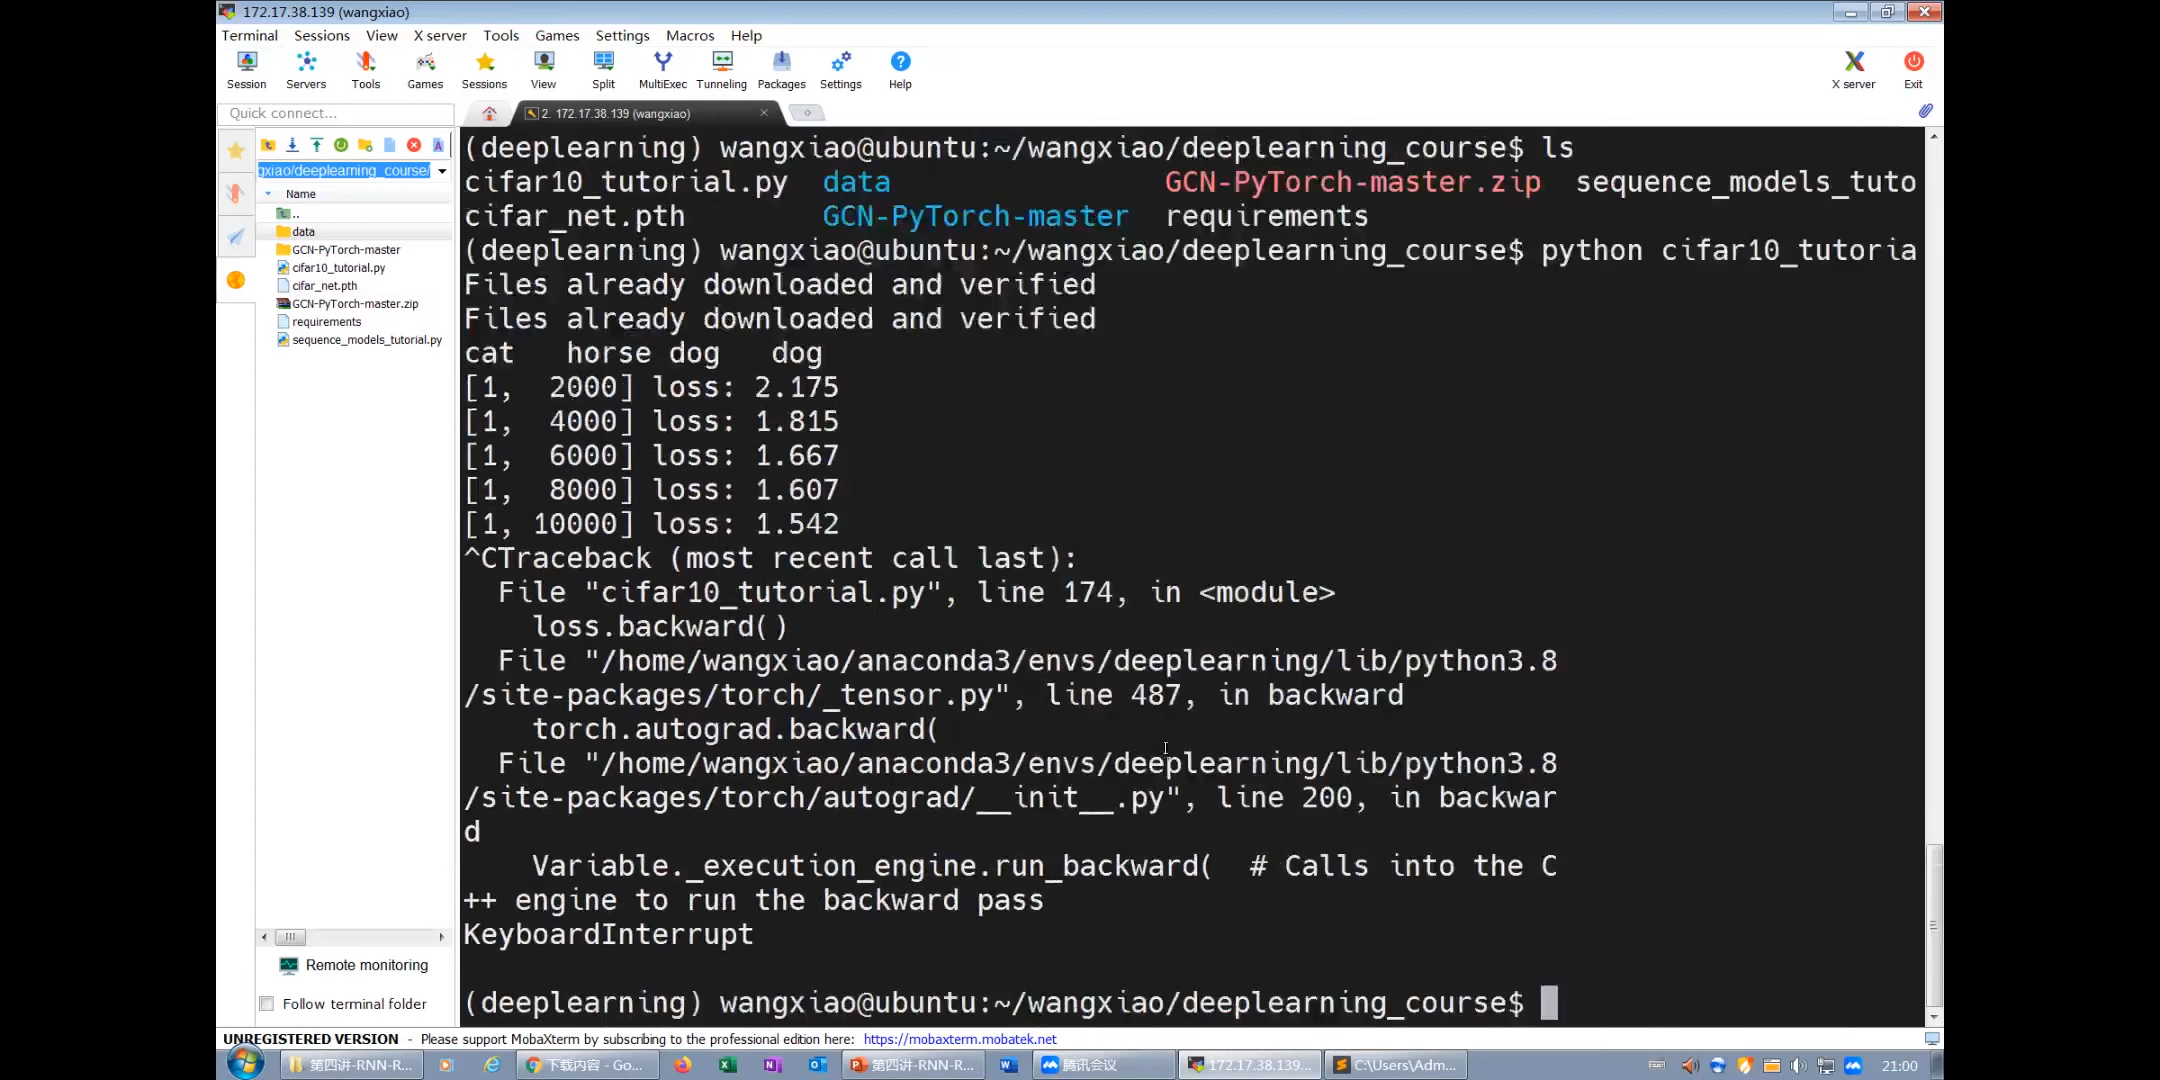 172.17.38.139 (wangxiao)
Terminal Sessions View X server Tools Games Settings Macros Help
Session Servers Tools Games Sessions View Split MultiExec Tunneling Packages Settings Help X server Exit
Quick connect...
2. 172.17.38.139 (wangxiao)
gxiao/deeplearning_course/
Name
..
data
GCN-PyTorch-master
cifar10_tutorial.py
cifar_net.pth
GCN-PyTorch-master.zip
requirements
sequence_models_tutorial.py
Remote monitoring
Follow terminal folder
(deeplearning) wangxiao@ubuntu:~/wangxiao/deeplearning_course$ ls
cifar10_tutorial.py data GCN-PyTorch-master.zip sequence_models_tuto
cifar_net.pth GCN-PyTorch-master requirements
(deeplearning) wangxiao@ubuntu:~/wangxiao/deeplearning_course$ python cifar10_tutoria
Files already downloaded and verified
Files already downloaded and verified
cat horse dog dog
[1, 2000] loss: 2.175
[1, 4000] loss: 1.815
[1, 6000] loss: 1.667
[1, 8000] loss: 1.607
[1, 10000] loss: 1.542
^CTraceback (most recent call last):
File "cifar10_tutorial.py", line 174, in <module>
loss.backward()
File "/home/wangxiao/anaconda3/envs/deeplearning/lib/python3.8
/site-packages/torch/_tensor.py", line 487, in backward
torch.autograd.backward(
File "/home/wangxiao/anaconda3/envs/deeplearning/lib/python3.8
/site-packages/torch/autograd/__init__.py", line 200, in backwar
d
Variable._execution_engine.run_backward( # Calls into the C
++ engine to run the backward pass
KeyboardInterrupt
(deeplearning) wangxiao@ubuntu:~/wangxiao/deeplearning_course$
UNREGISTERED VERSION - Please support MobaXterm by subscribing to the professional edition here: https://mobaxterm.mobatek.net
第四讲-RNN-R... 下载内容 - Go... 第四讲-RNN-R... 腾讯会议 172.17.38.139... C:\Users\Adm... 21:00